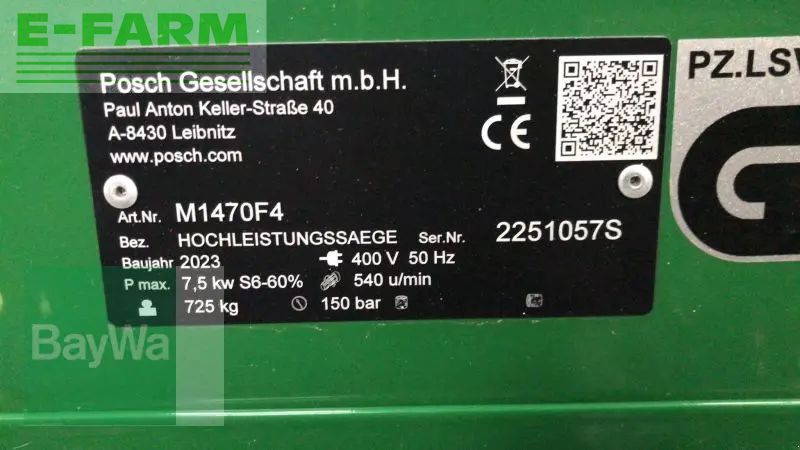 E-FARM
Posch Gesellschaft m.b.H.
Paul Anton Keller-Straße 40
A-8430 Leibnitz
www.posch.com
CE
PZ.LSV
Art.Nr. M1470F4
Bez. HOCHLEISTUNGSSAEGE Ser.Nr. 2251057S
Baujahr 2023 400 V 50 Hz
P max. 7,5 kw S6-60% 540 u/min
725 kg 150 bar
BayWa